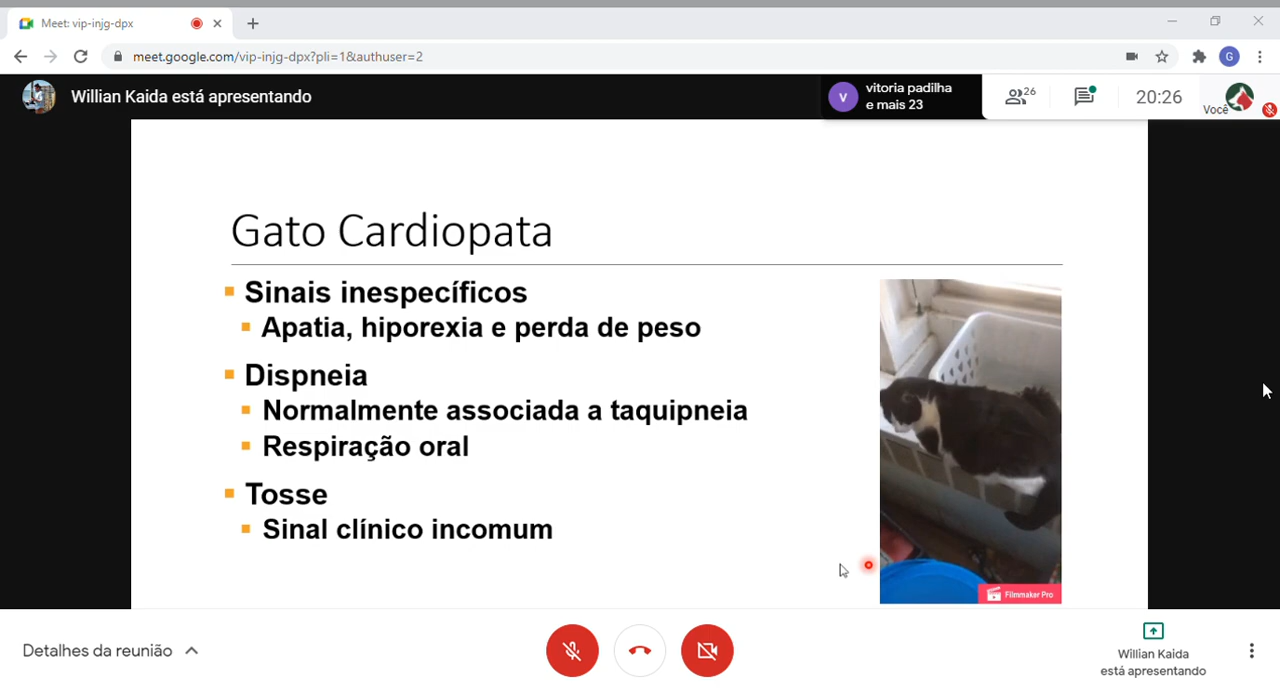 Meet: vip-injg-dpx
meet.google.com/vip-injg-dpx?pli=1&authuser=2
G
Willian Kaida está apresentando
v
vitoria padilha
e mais 23
26
20:26
Você
Gato Cardiopata
Sinais inespecíficos
Apatia, hiporexia e perda de peso
Dispneia
Normalmente associada a taquipneia
Respiração oral
Tosse
Sinal clínico incomum
Filmmaker Pro
Detalhes da reunião
Willian Kaida
está apresentando